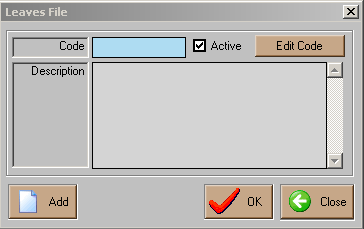 Leaves File
Code Active Edit Code
Description
Add OK Close